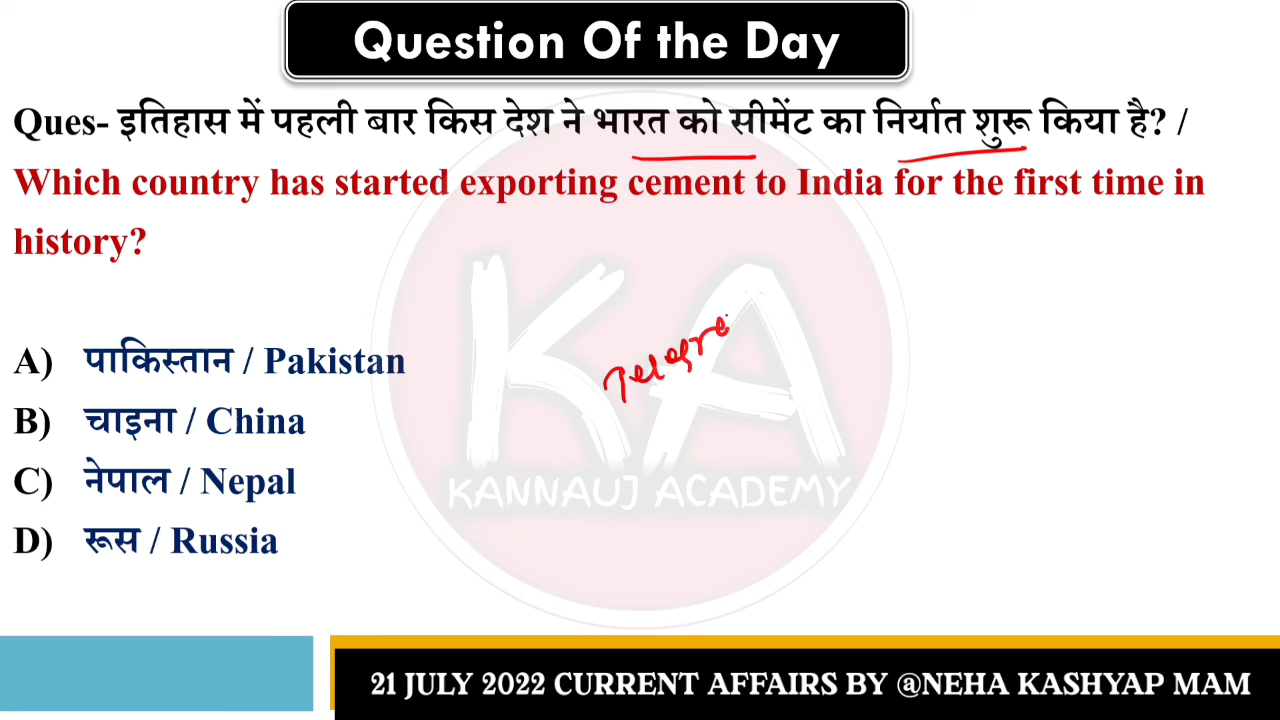 Question Of the Day
Ques- इतिहास में पहली बार किस देश ने भारत को सीमेंट का निर्यात शुरू किया है? /
Which country has started exporting cement to India for the first time in
history?
A) पाकिस्तान / Pakistan
Telegre
B) चाइना / China
C) नेपाल / Nepal
KANNAUJ ACADEMY
D) रूस / Russia
21 JULY 2022 CURRENT AFFAIRS BY @NEHA KASHYAP MAM